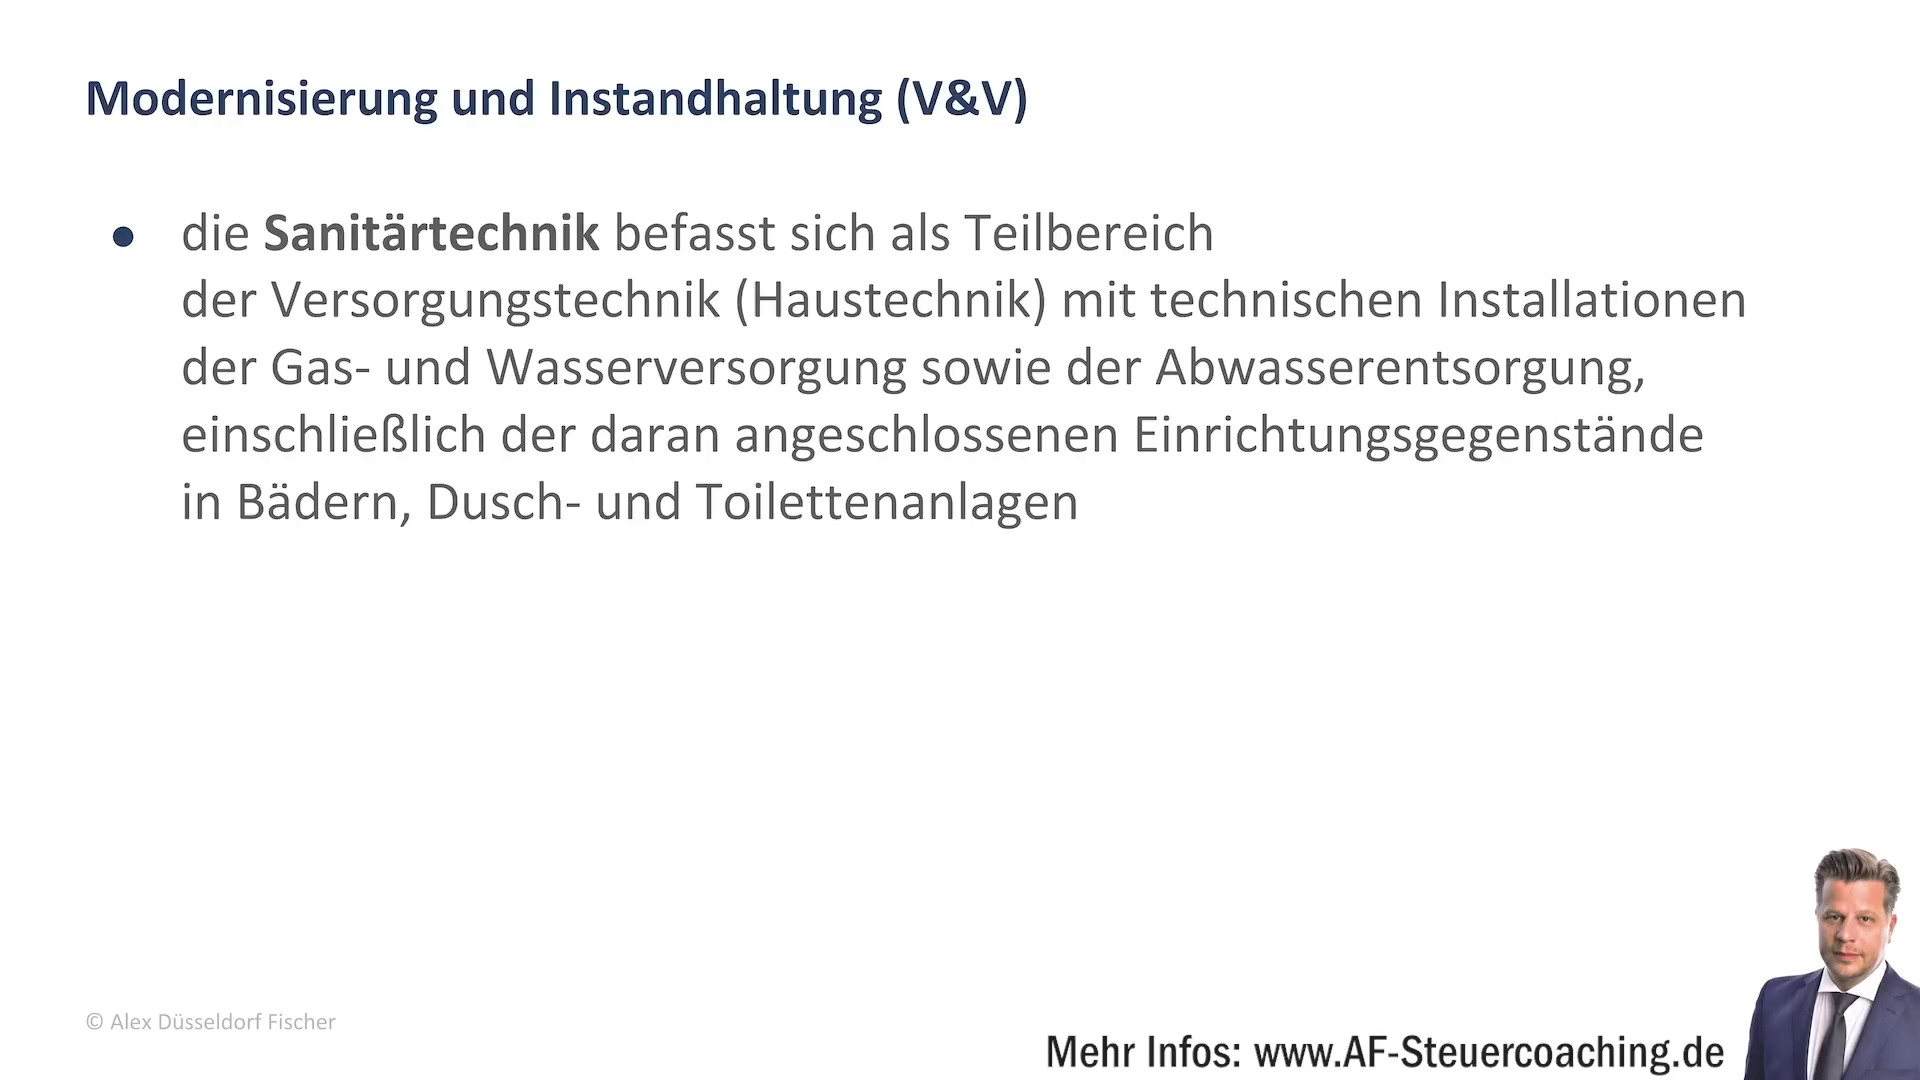 Modernisierung und Instandhaltung (V&V)
● die Sanitärtechnik befasst sich als Teilbereich
der Versorgungstechnik (Haustechnik) mit technischen Installationen
der Gas- und Wasserversorgung sowie der Abwasserentsorgung,
einschließlich der daran angeschlossenen Einrichtungsgegenstände
in Bädern, Dusch- und Toilettenanlagen
© Alex Düsseldorf Fischer
Mehr Infos: www.AF-Steuercoaching.de